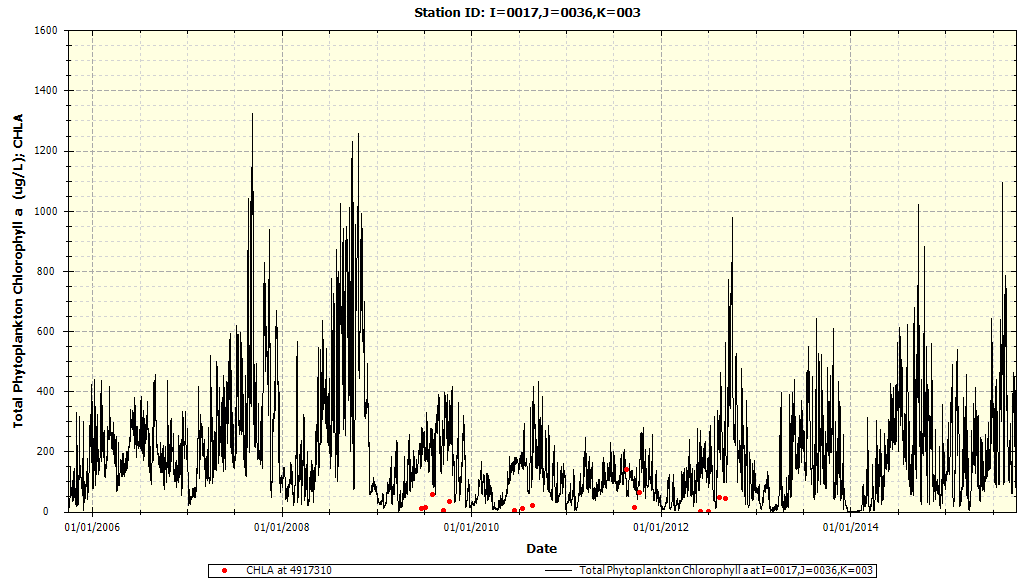 Station ID: I=0017,J=0036,K=003
Total Phytoplankton Chlorophyll a (ug/L); CHLA
1600
1400
1200
1000
800
600
400
200
0
01/01/2006 01/01/2008 01/01/2010 01/01/2012 01/01/2014
Date
CHLA at 4917310 Total Phytoplankton Chlorophyll a at I=0017,J=0036,K=003